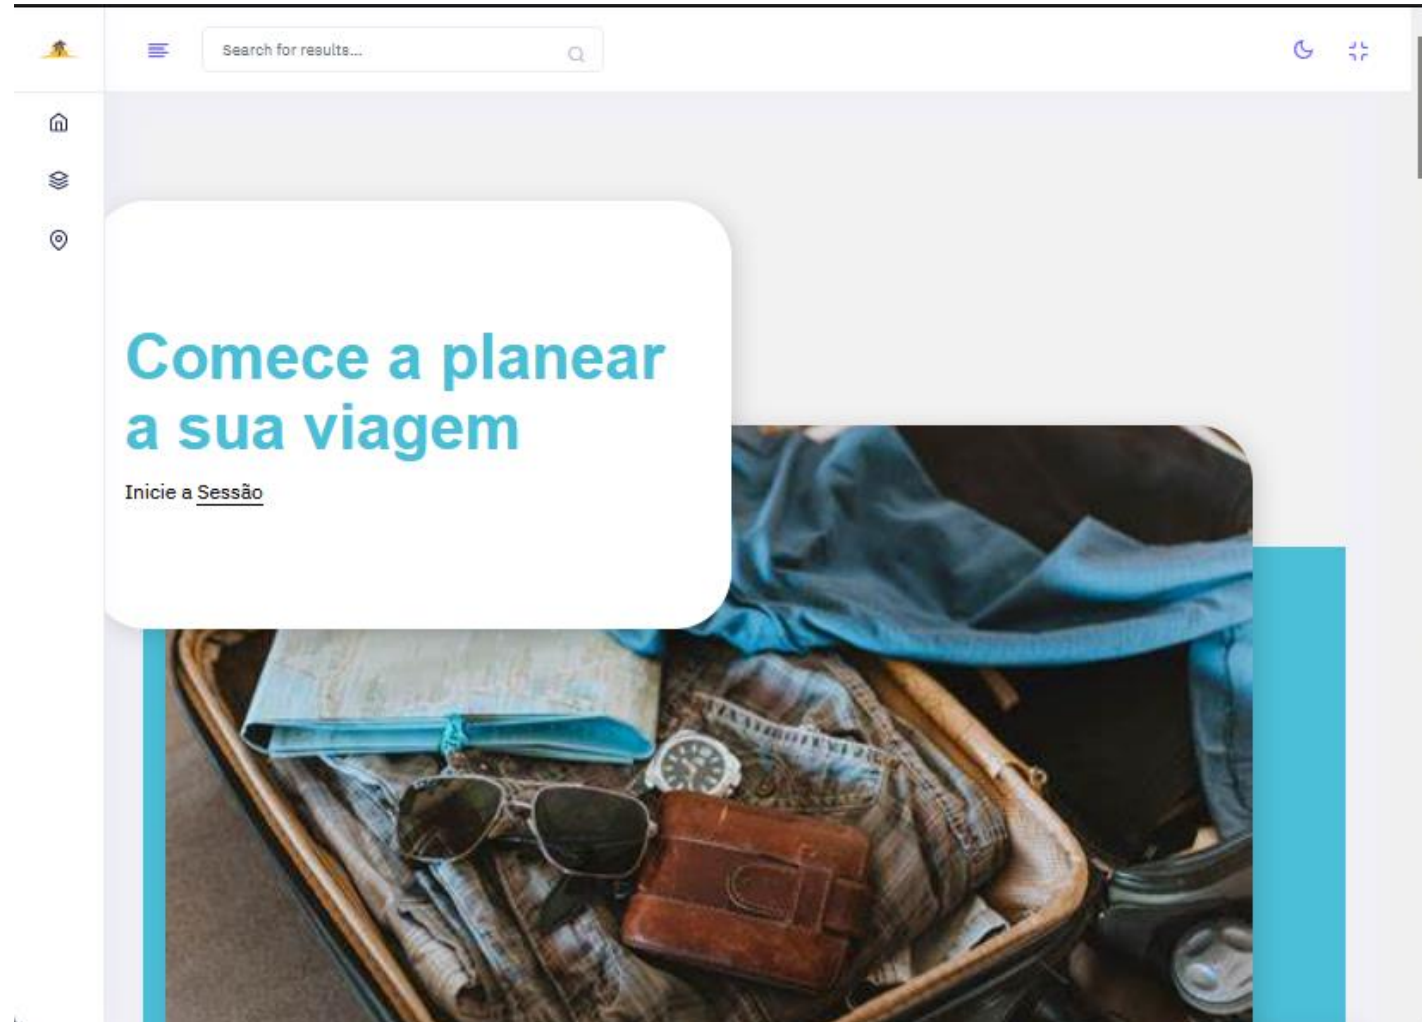 Search for results...
Comece a planear
a sua viagem
Inicie a Sessão